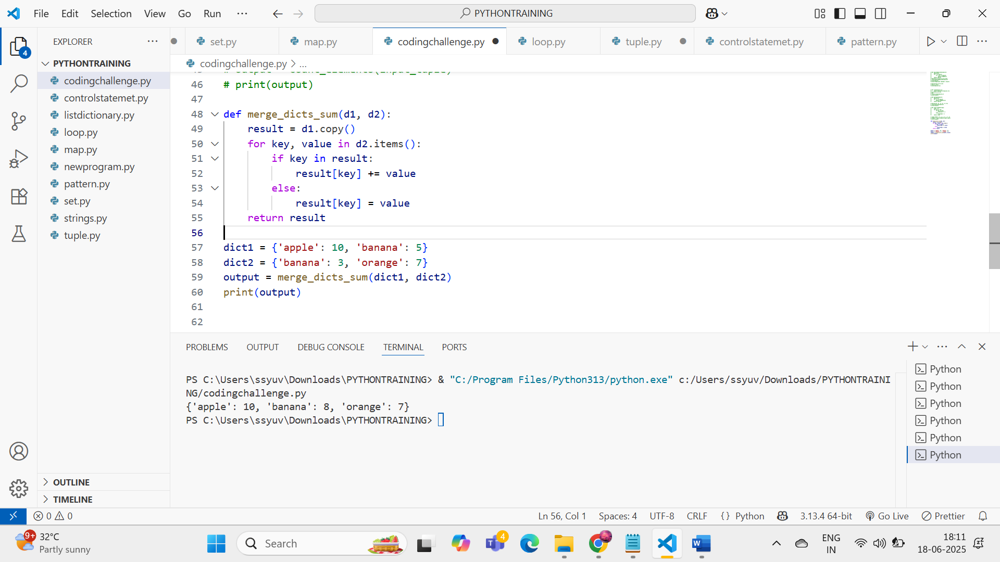 File Edit Selection View Go Run ...
PYTHONTRAINING
EXPLORER
set.py
map.py
codingchallenge.py
loop.py
tuple.py
controlstatemet.py
pattern.py
4
PYTHONTRAINING
codingchallenge.py
controlstatemet.py
listdictionary.py
loop.py
map.py
newprogram.py
pattern.py
set.py
strings.py
tuple.py
OUTLINE
TIMELINE
codingchallenge.py > ...
46 # print(output)
47
48 def merge_dicts_sum(d1, d2):
49 result = d1.copy()
50 for key, value in d2.items():
51 if key in result:
52 result[key] += value
53 else:
54 result[key] = value
55 return result
56
57 dict1 = {'apple': 10, 'banana': 5}
58 dict2 = {'banana': 3, 'orange': 7}
59 output = merge_dicts_sum(dict1, dict2)
60 print(output)
61
62
PROBLEMS OUTPUT DEBUG CONSOLE TERMINAL PORTS
PS C:\Users\ssyuv\Downloads\PYTHONTRAINING> & "C:/Program Files/Python313/python.exe" c:/Users/ssyuv/Downloads/PYTHONTRAINI
NG/codingchallenge.py
{'apple': 10, 'banana': 8, 'orange': 7}
PS C:\Users\ssyuv\Downloads\PYTHONTRAINING>
Python
Python
Python
Python
Python
Python
0 0
Ln 56, Col 1 Spaces: 4 UTF-8 CRLF {} Python 3.13.4 64-bit Go Live Prettier
9+ 32°C
Partly sunny
Search
4
ENG
IN
18:11
18-06-2025